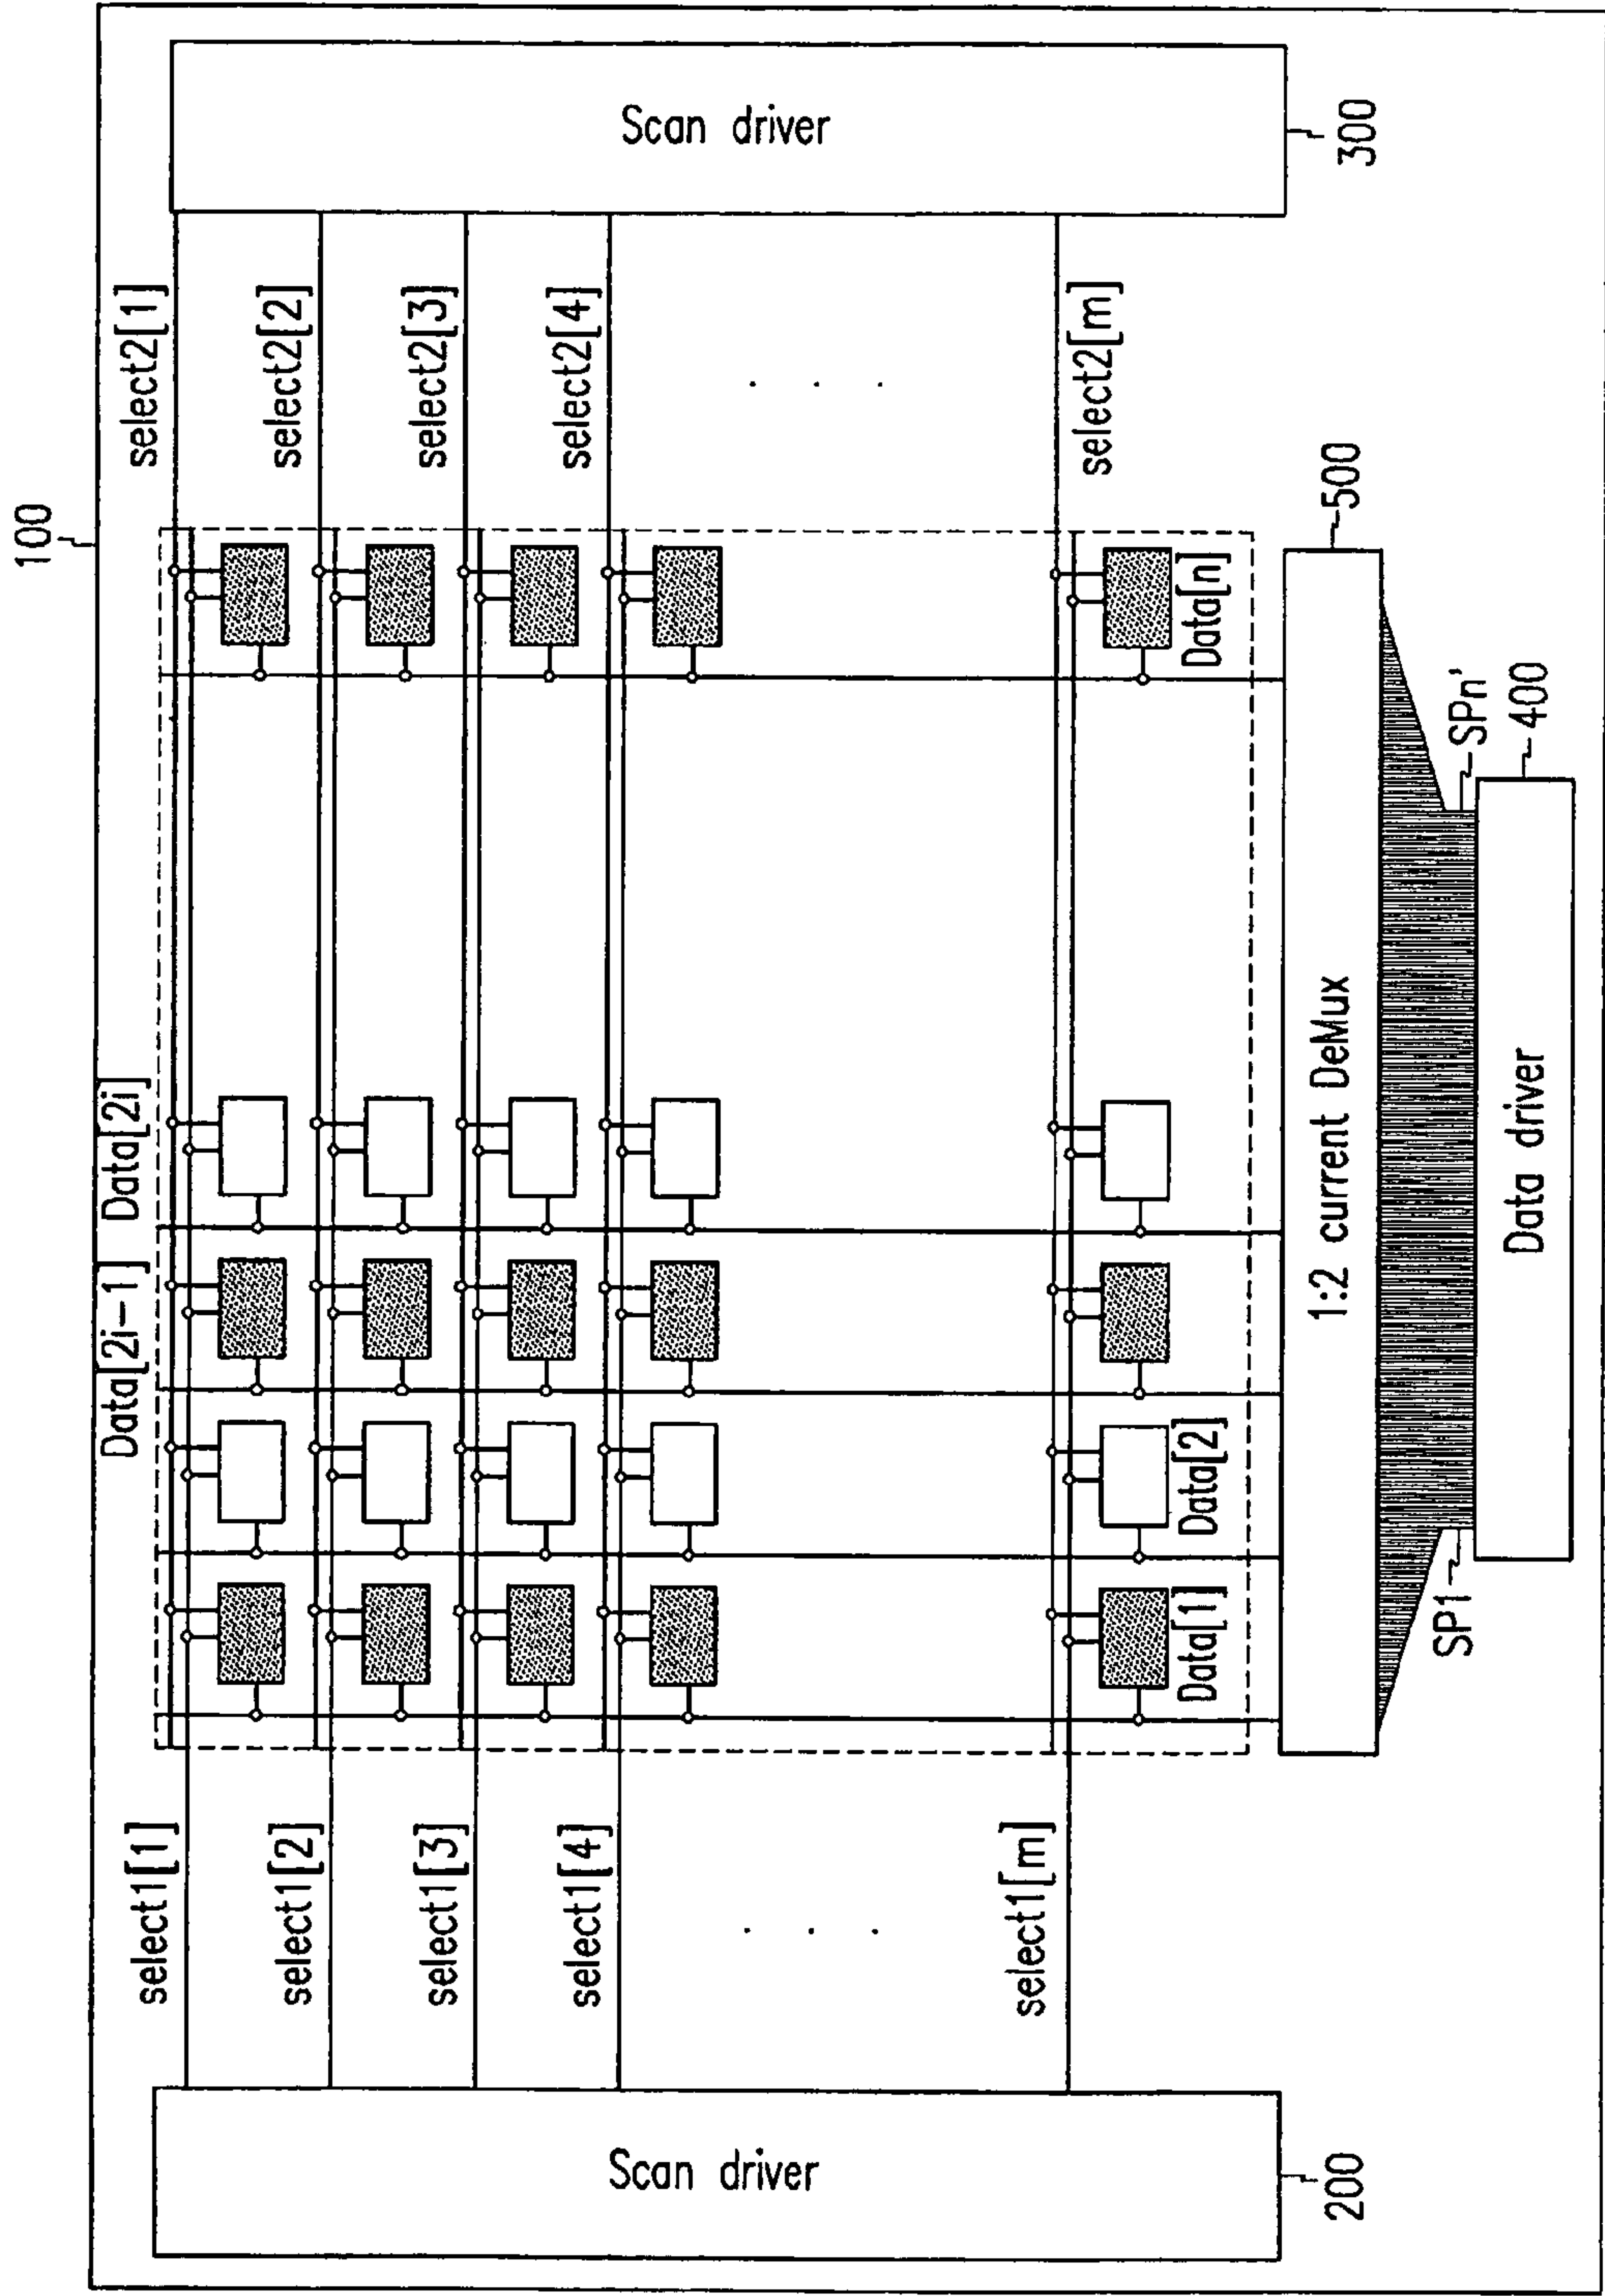 100
Data[2i-1] Data[2i]
select1[1]
select2[1]
select1[2]
select2[2]
select1[3]
select2[3]
select1[4]
select2[4]
Scan driver
Scan driver
. . .
. . .
select1[m]
select2[m]
Data[1]
Data[2]
Data[n]
200
300
1:2 current DeMux
500
SP1
SPn'
Data driver
400